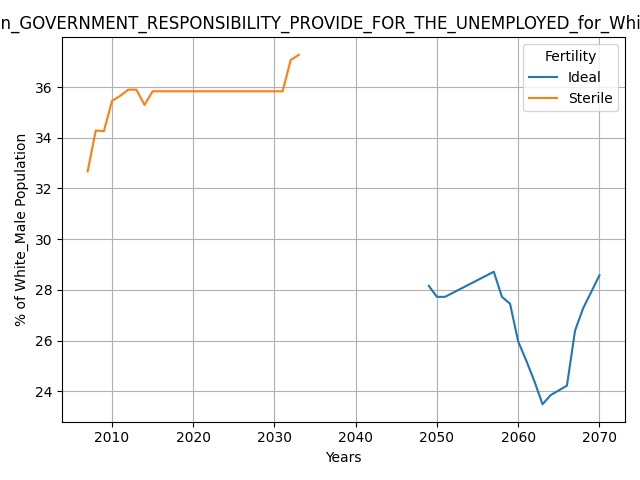 n_GOVERNMENT_RESPONSIBILITY_PROVIDE_FOR_THE_UNEMPLOYED_for_Whi
Fertility
Ideal
Sterile
% of White_Male Population
36
34
32
30
28
26
24
2010 2020 2030 2040 2050 2060 2070
Years